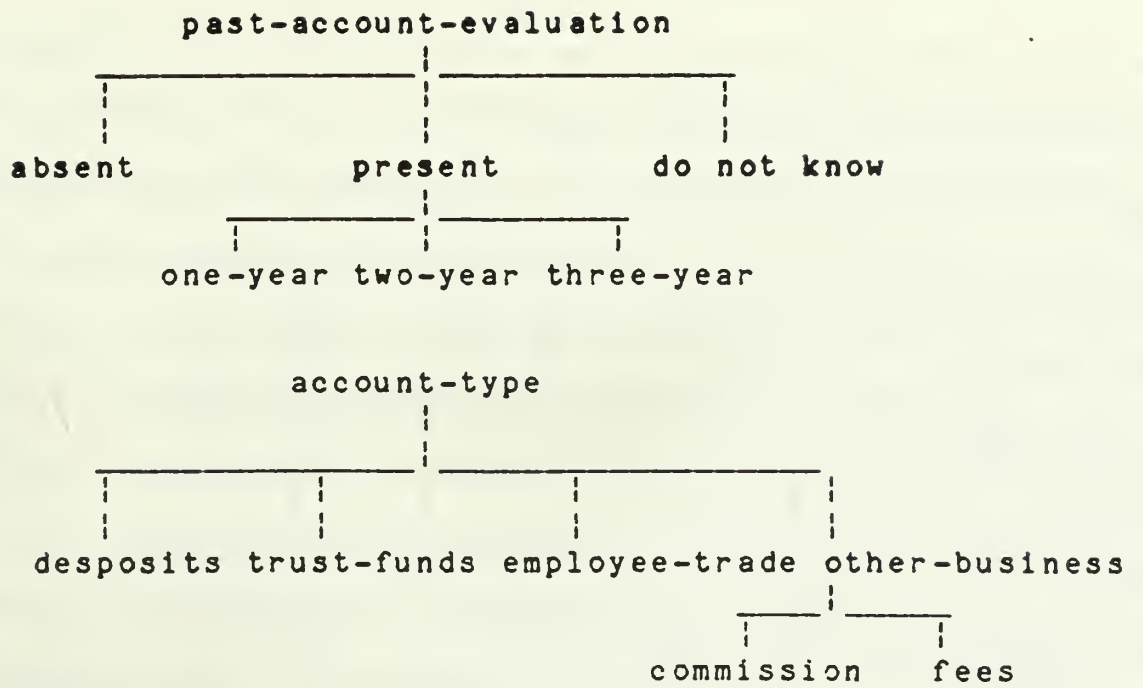 past-account-evaluation
absent present do not know
one-year two-year three-year
account-type
desposits trust-funds employee-trade other-business
commission fees